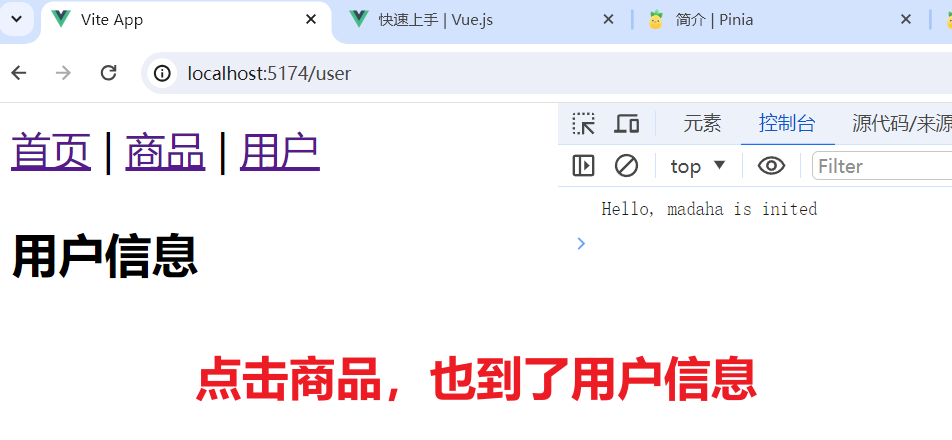 Vite App
快速上手 | Vue.js
简介 | Pinia
localhost:5174/user
首页 | 商品 | 用户
元素 控制台 源代码/来源
top Filter
Hello, madaha is inited
用户信息
点击商品，也到了用户信息